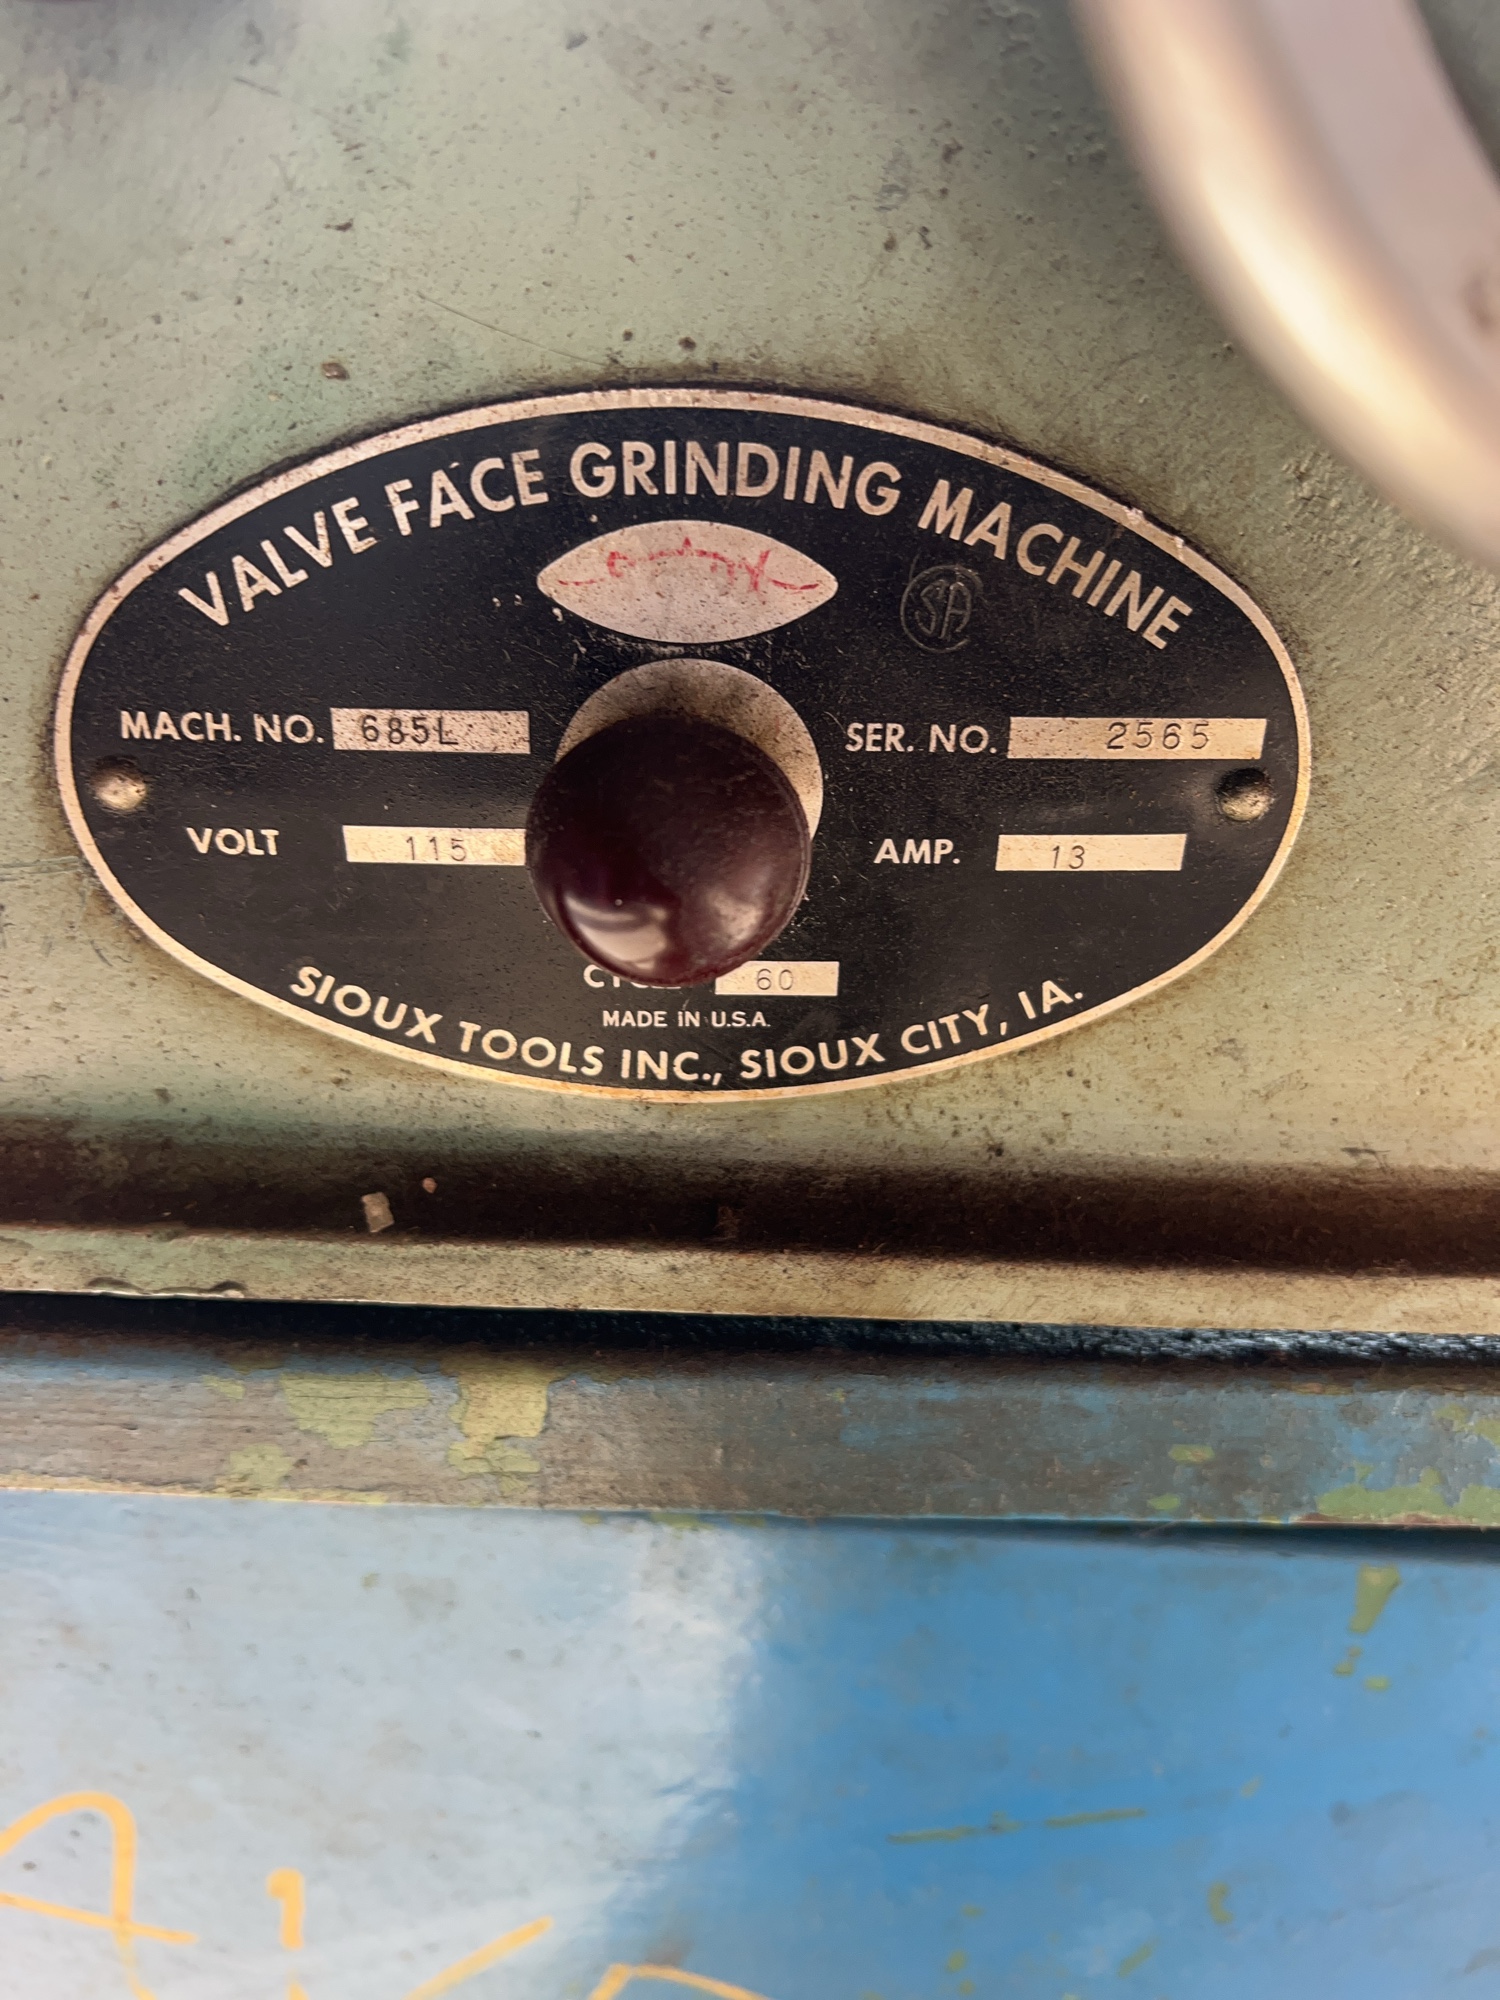 VALVE FACE GRINDING MACHINE
SA
MACH. NO. 685L
SER. NO. 2565
VOLT 115
AMP. 13
60
MADE IN U.S.A.
SIOUX TOOLS INC., SIOUX CITY, IA.